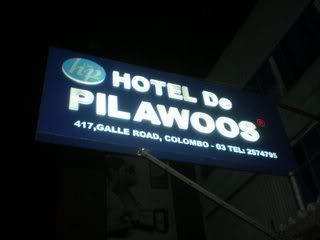 hp
HOTEL De
PILAWOOS®
417,GALLE ROAD, COLOMBO - 03 TEL: 2574795